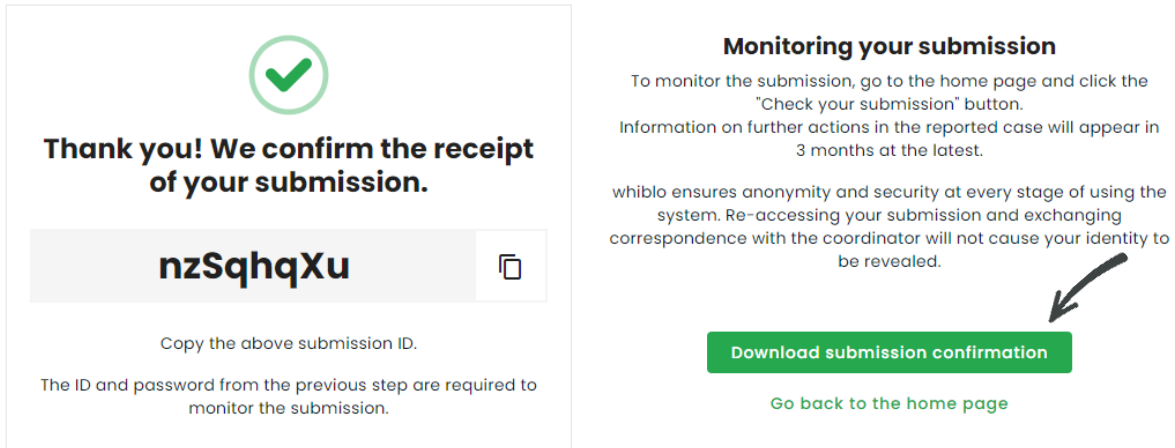 Thank you! We confirm the receipt
of your submission.
nzSqhqXu
Copy the above submission ID.
The ID and password from the previous step are required to
monitor the submission.
Monitoring your submission
To monitor the submission, go to the home page and click the
"Check your submission" button.
Information on further actions in the reported case will appear in
3 months at the latest.
whiblo ensures anonymity and security at every stage of using the
system. Re-accessing your submission and exchanging
correspondence with the coordinator will not cause your identity to
be revealed.
Download submission confirmation
Go back to the home page